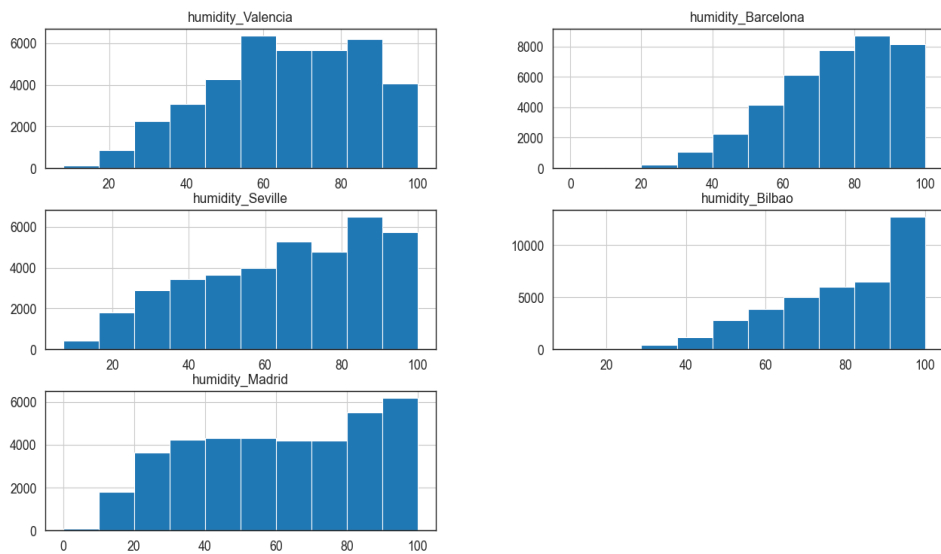 humidity_Valencia
6000
4000
2000
0
20 40 60 80 100
humidity_Barcelona
8000
6000
4000
2000
0
0 20 40 60 80 100
humidity_Seville
6000
4000
2000
0
20 40 60 80 100
humidity_Bilbao
10000
5000
0
20 40 60 80 100
humidity_Madrid
6000
4000
2000
0
0 20 40 60 80 100